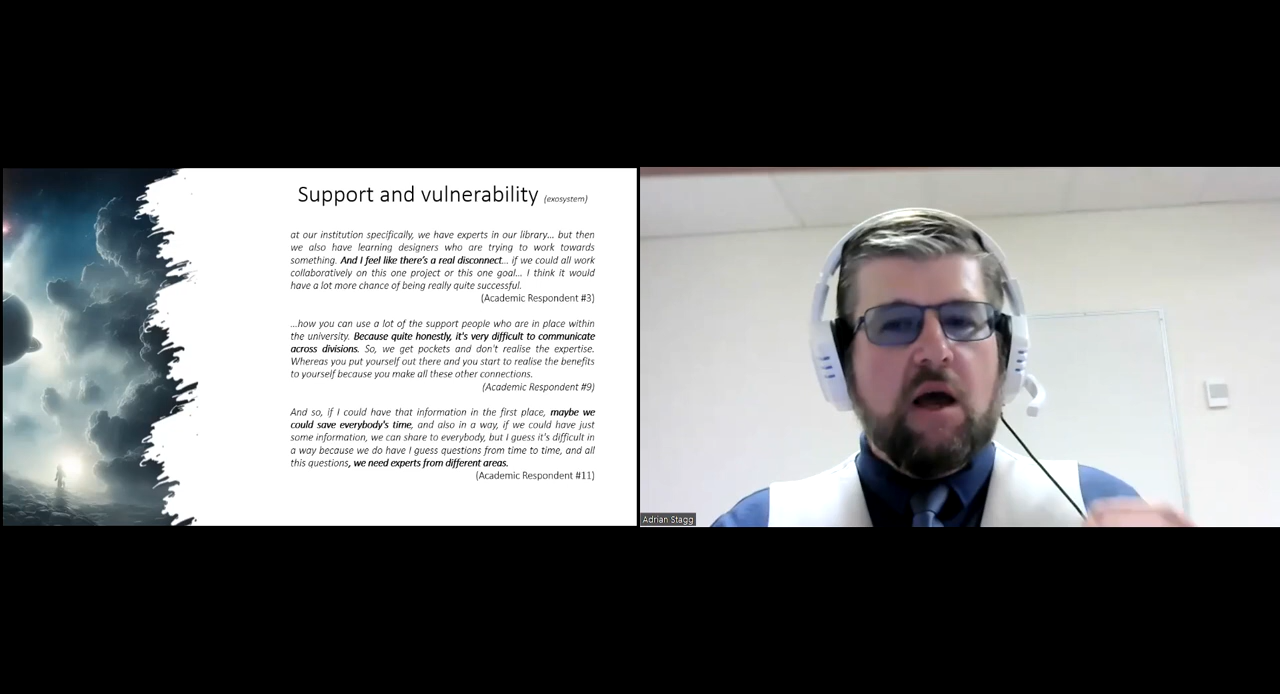 Support and vulnerability (exosystem)
at our institution specifically, we have experts in our library... but then
we also have learning designers who are trying to work towards
something. And I feel like there's a real disconnect... if we could all work
collaboratively on this one project or this one goal... I think it would
have a lot more chance of being really quite successful.
(Academic Respondent #3)
...how you can use a lot of the support people who are in place within
the university. Because quite honestly, it's very difficult to communicate
across divisions. So, we get pockets and don't realise the expertise.
Whereas you put yourself out there and you start to realise the benefits
to yourself because you make all these other connections.
(Academic Respondent #9)
And so, if I could have that information in the first place, maybe we
could save everybody's time, and also in a way, if we could have just
some information, we can share to everybody, but I guess it's difficult in
a way because we do have I guess questions from time to time, and all
this questions, we need experts from different areas.
(Academic Respondent #11)
Adrian Stagg